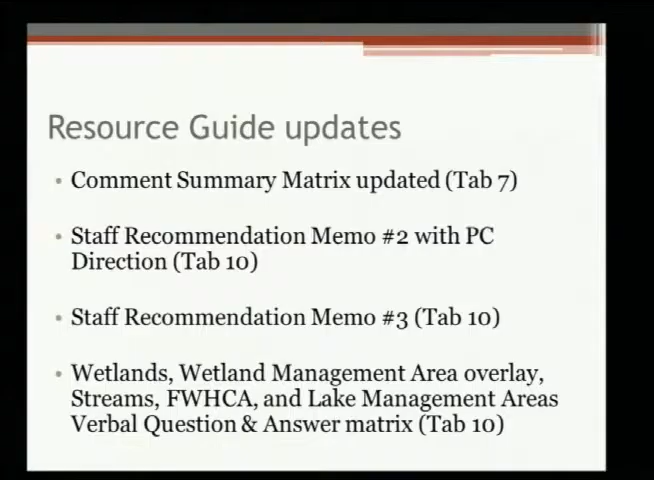 Resource Guide updates
• Comment Summary Matrix updated (Tab 7)
• Staff Recommendation Memo #2 with PC
Direction (Tab 10)
• Staff Recommendation Memo #3 (Tab 10)
• Wetlands, Wetland Management Area overlay,
Streams, FWHCA, and Lake Management Areas
Verbal Question & Answer matrix (Tab 10)